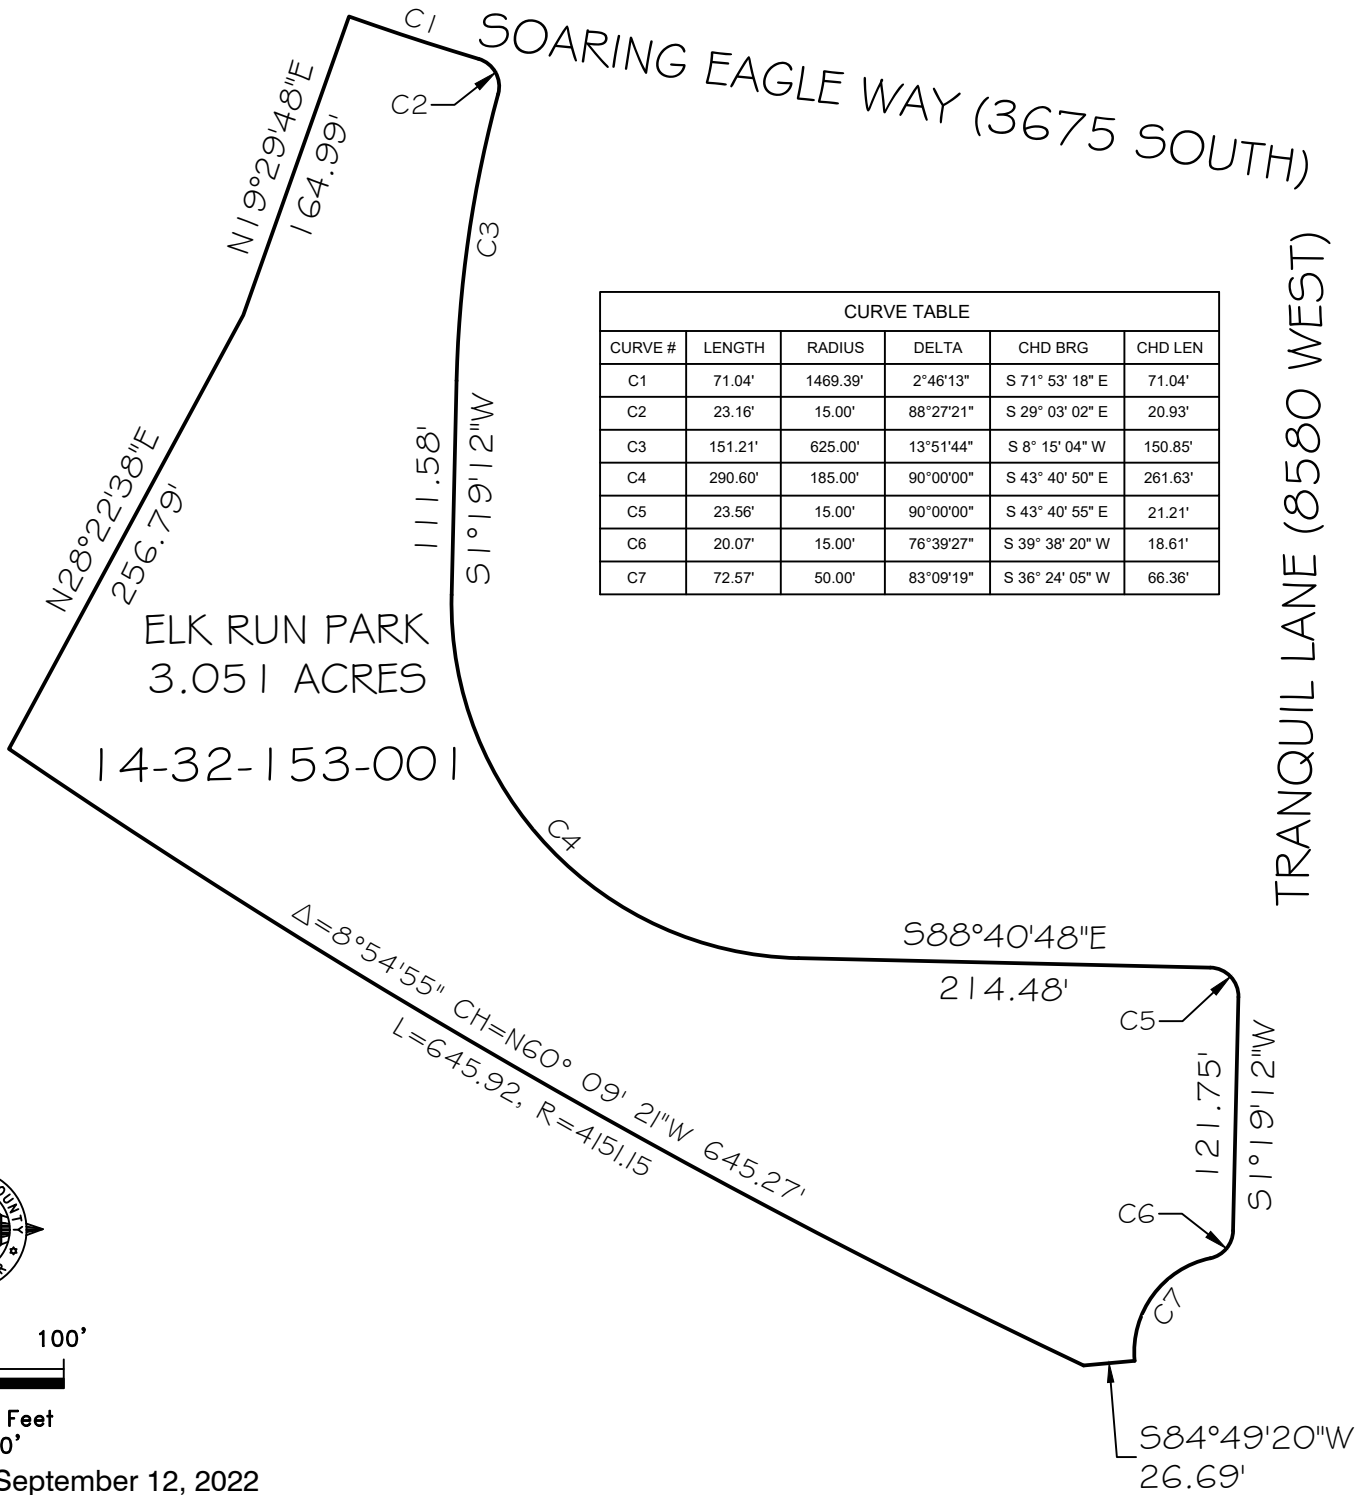 C1
SOARING EAGLE WAY (3675 SOUTH)
C2
N19°29'48"E
164.99'
C3
TRANQUIL LANE (8580 WEST)
CURVE TABLE
CURVE # LENGTH RADIUS DELTA CHD BRG CHD LEN
C1 71.04' 1469.39' 2°46'13" S 71° 53' 18" E 71.04'
C2 23.16' 15.00' 88°27'21" S 29° 03' 02" E 20.93'
C3 151.21' 625.00' 13°51'44" S 8° 15' 04" W 150.85'
C4 290.60' 185.00' 90°00'00" S 43° 40' 50" E 261.63'
C5 23.56' 15.00' 90°00'00" S 43° 40' 55" E 21.21'
C6 20.07' 15.00' 76°39'27" S 39° 38' 20" W 18.61'
C7 72.57' 50.00' 83°09'19" S 36° 24' 05" W 66.36'
111.58'
S1°19'12"W
N28°22'38"E
256.79'
ELK RUN PARK
3.051 ACRES
14-32-153-001
C4
Δ=8°54'55" CH=N60° 09' 21"W 645.27'
L=645.92, R=4151.15
S88°40'48"E
214.48'
C5
121.75'
S1°19'12"W
C6
C7
OUNTY
100'
Feet
0'
S84°49'20"W
26.69'
September 12, 2022